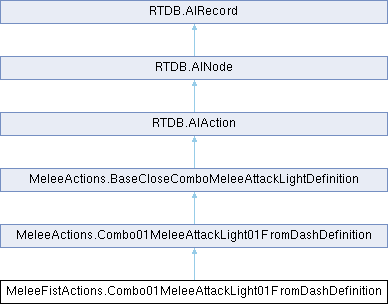 RTDB.AIRecord
RTDB.AINode
RTDB.AIAction
MeleeActions.BaseCloseComboMeleeAttackLightDefinition
MeleeActions.Combo01MeleeAttackLight01FromDashDefinition
MeleeFistActions.Combo01MeleeAttackLight01FromDashDefinition